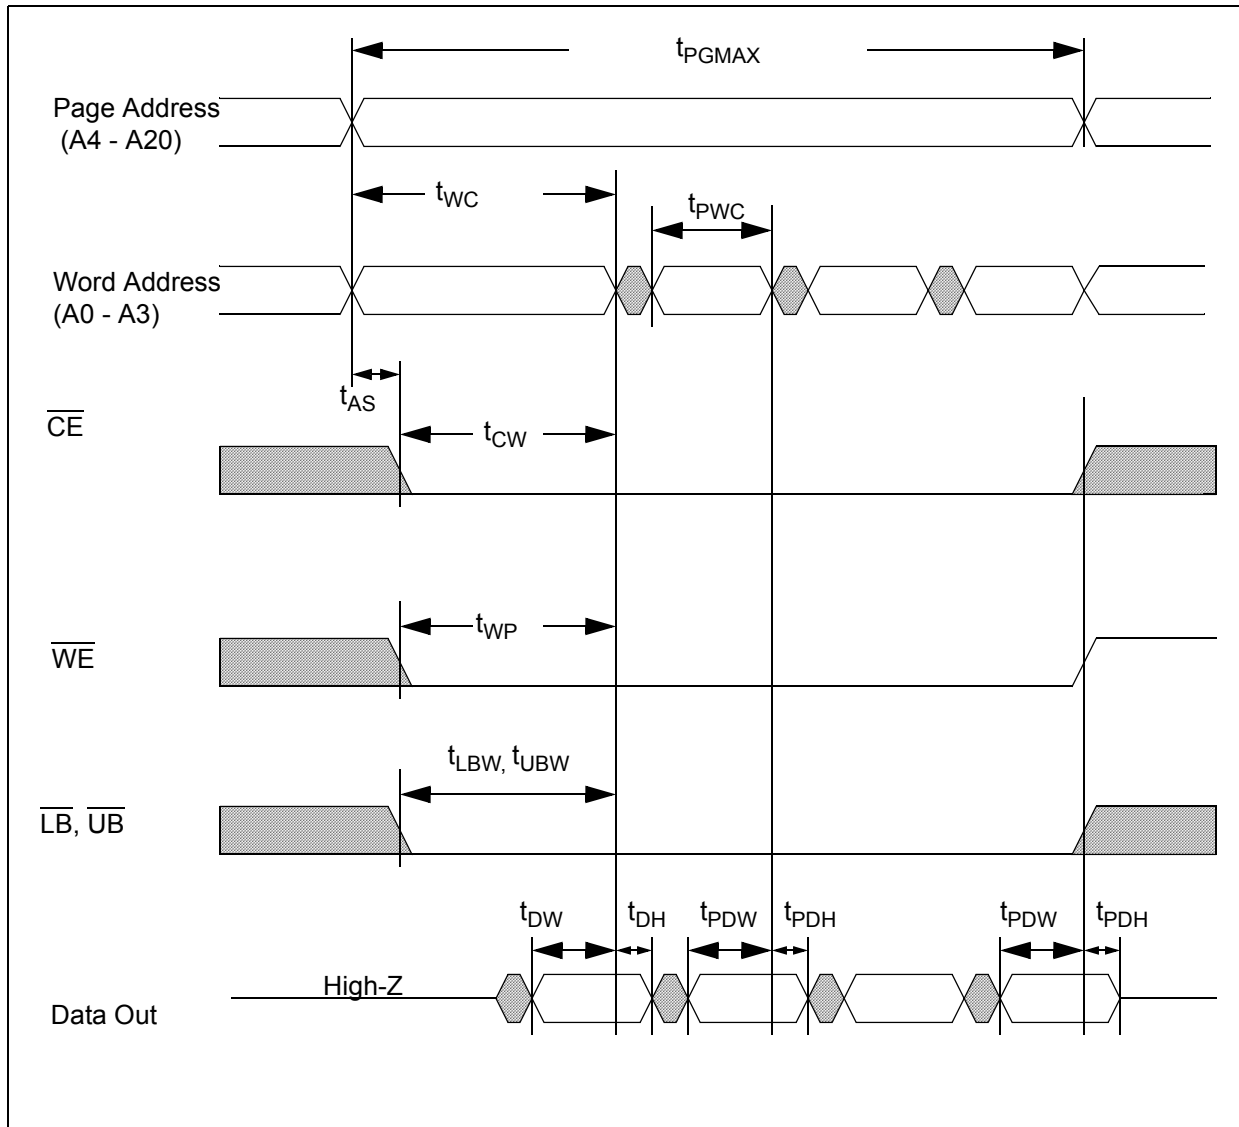 tPGMAX
Page Address
(A4 - A20)
tWC
tPWC
Word Address
(A0 - A3)
tAS
CE
tCW
tWP
WE
tLBW, tUBW
LB, UB
tDW
tDH
tPDW
tPDH
tPDW
tPDH
High-Z
Data Out